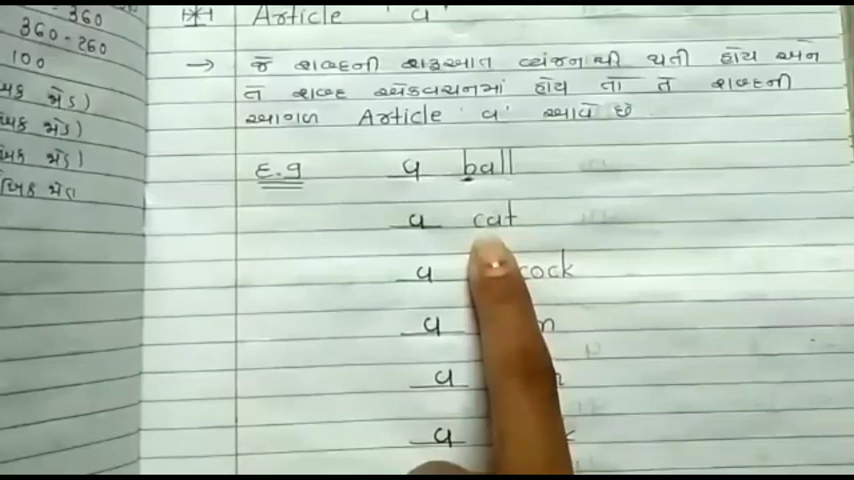 360
360 - 260
100
Article 'a'
→ જે શબ્દની શરૂઆત વ્યંજન થી થતી હોય અને
તે શબ્દ એકવચનમાં હોય તો તે શબ્દની
આગળ Article 'a' આવે છે
E.g a ball
a cat
a cock
a
a
a